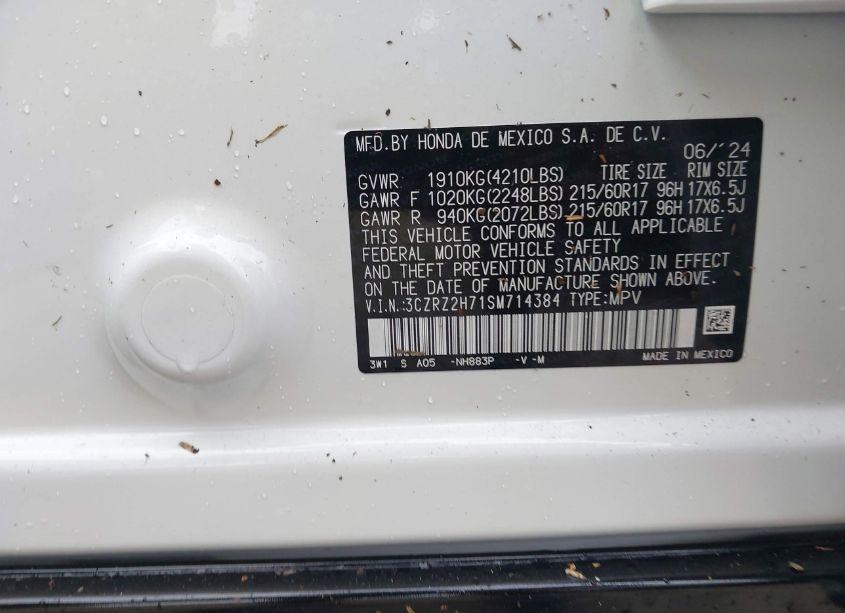 MFD.BY HONDA DE MEXICO S.A. DE C.V.
06/'24
GVWR 1910KG(4210LBS) TIRE SIZE RIM SIZE
GAWR F 1020KG(2248LBS) 215/60R17 96H 17X6.5J
GAWR R 940KG(2072LBS) 215/60R17 96H 17X6.5J
THIS VEHICLE CONFORMS TO ALL APPLICABLE
FEDERAL MOTOR VEHICLE SAFETY
AND THEFT PREVENTION STANDARDS IN EFFECT
ON THE DATE OF MANUFACTURE SHOWN ABOVE.
V.I.N.:3CZRZ2H71SM714384 TYPE:MPV
3W1 S A05 -NH883P -V -M MADE IN MEXICO